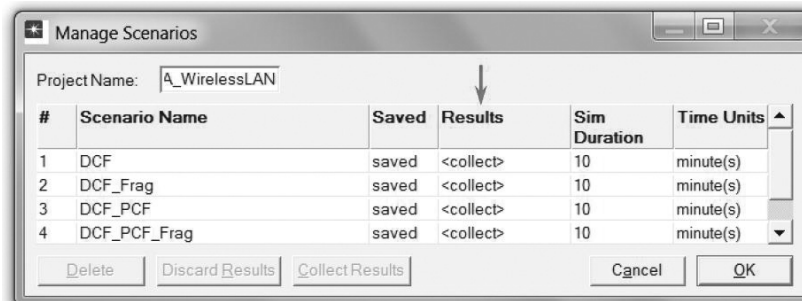 Manage Scenarios
Project Name: A_WirelessLAN
# Scenario Name Saved Results Sim Duration Time Units
1 DCF saved <collect> 10 minute(s)
2 DCF_Frag saved <collect> 10 minute(s)
3 DCF_PCF saved <collect> 10 minute(s)
4 DCF_PCF_Frag saved <collect> 10 minute(s)
Delete Discard Results Collect Results Cancel OK